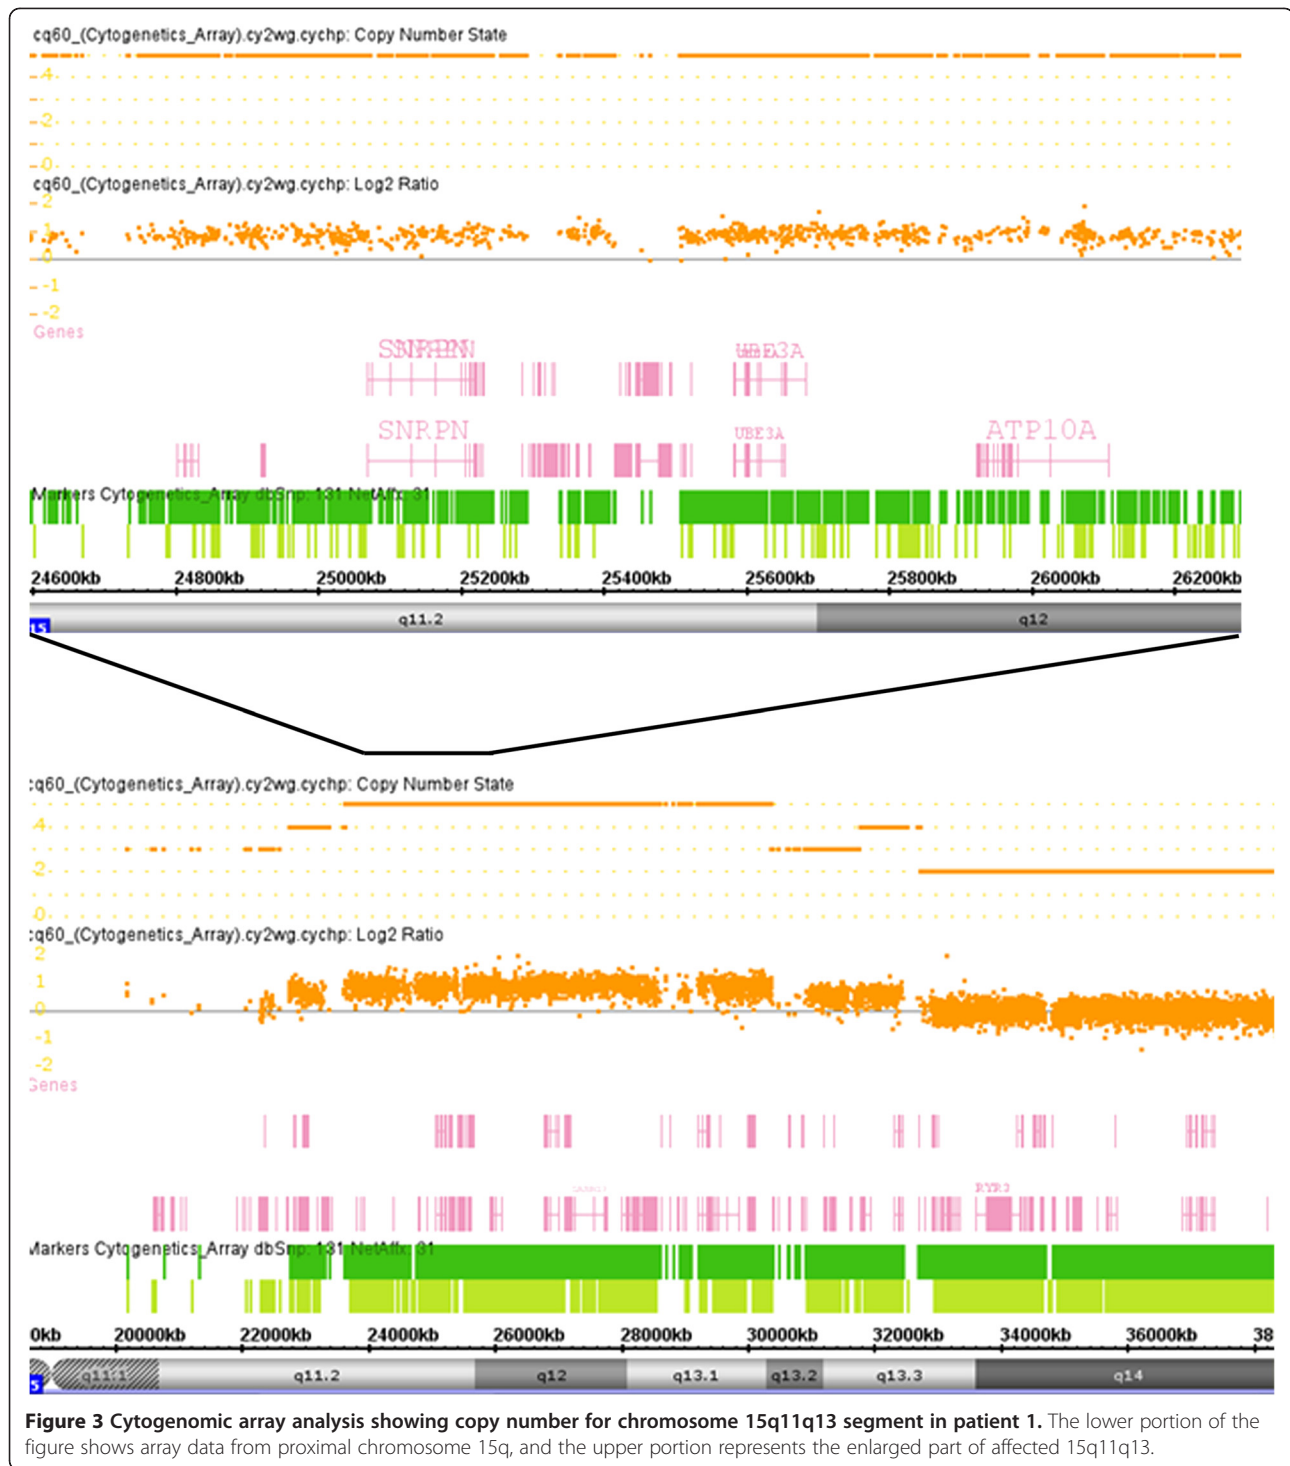 cq60_(Cytogenetics_Array).cy2wg.cychp: Copy Number State
4
2
0
cq60_(Cytogenetics_Array).cy2wg.cychp: Log2 Ratio
2
1
0
-1
-2
Genes
SNRPN
UBE3A
SNRPN
UBE3A
ATP10A
Markers Cytogenetics_Array dbSnp: 131 NetAffx: 31
24600kb 24800kb 25000kb 25200kb 25400kb 25600kb 25800kb 26000kb 26200kb
15 q11.2 q12
cq60_(Cytogenetics_Array).cy2wg.cychp: Copy Number State
4
2
0
cq60_(Cytogenetics_Array).cy2wg.cychp: Log2 Ratio
2
1
0
-1
-2
Genes
RYR3
Markers Cytogenetics_Array dbSnp: 131 NetAffx: 31
0kb 20000kb 22000kb 24000kb 26000kb 28000kb 30000kb 32000kb 34000kb 36000kb 38
5 q11.1 q11.2 q12 q13.1 q13.2 q13.3 q14
Figure 3 Cytogenomic array analysis showing copy number for chromosome 15q11q13 segment in patient 1. The lower portion of the
figure shows array data from proximal chromosome 15q, and the upper portion represents the enlarged part of affected 15q11q13.